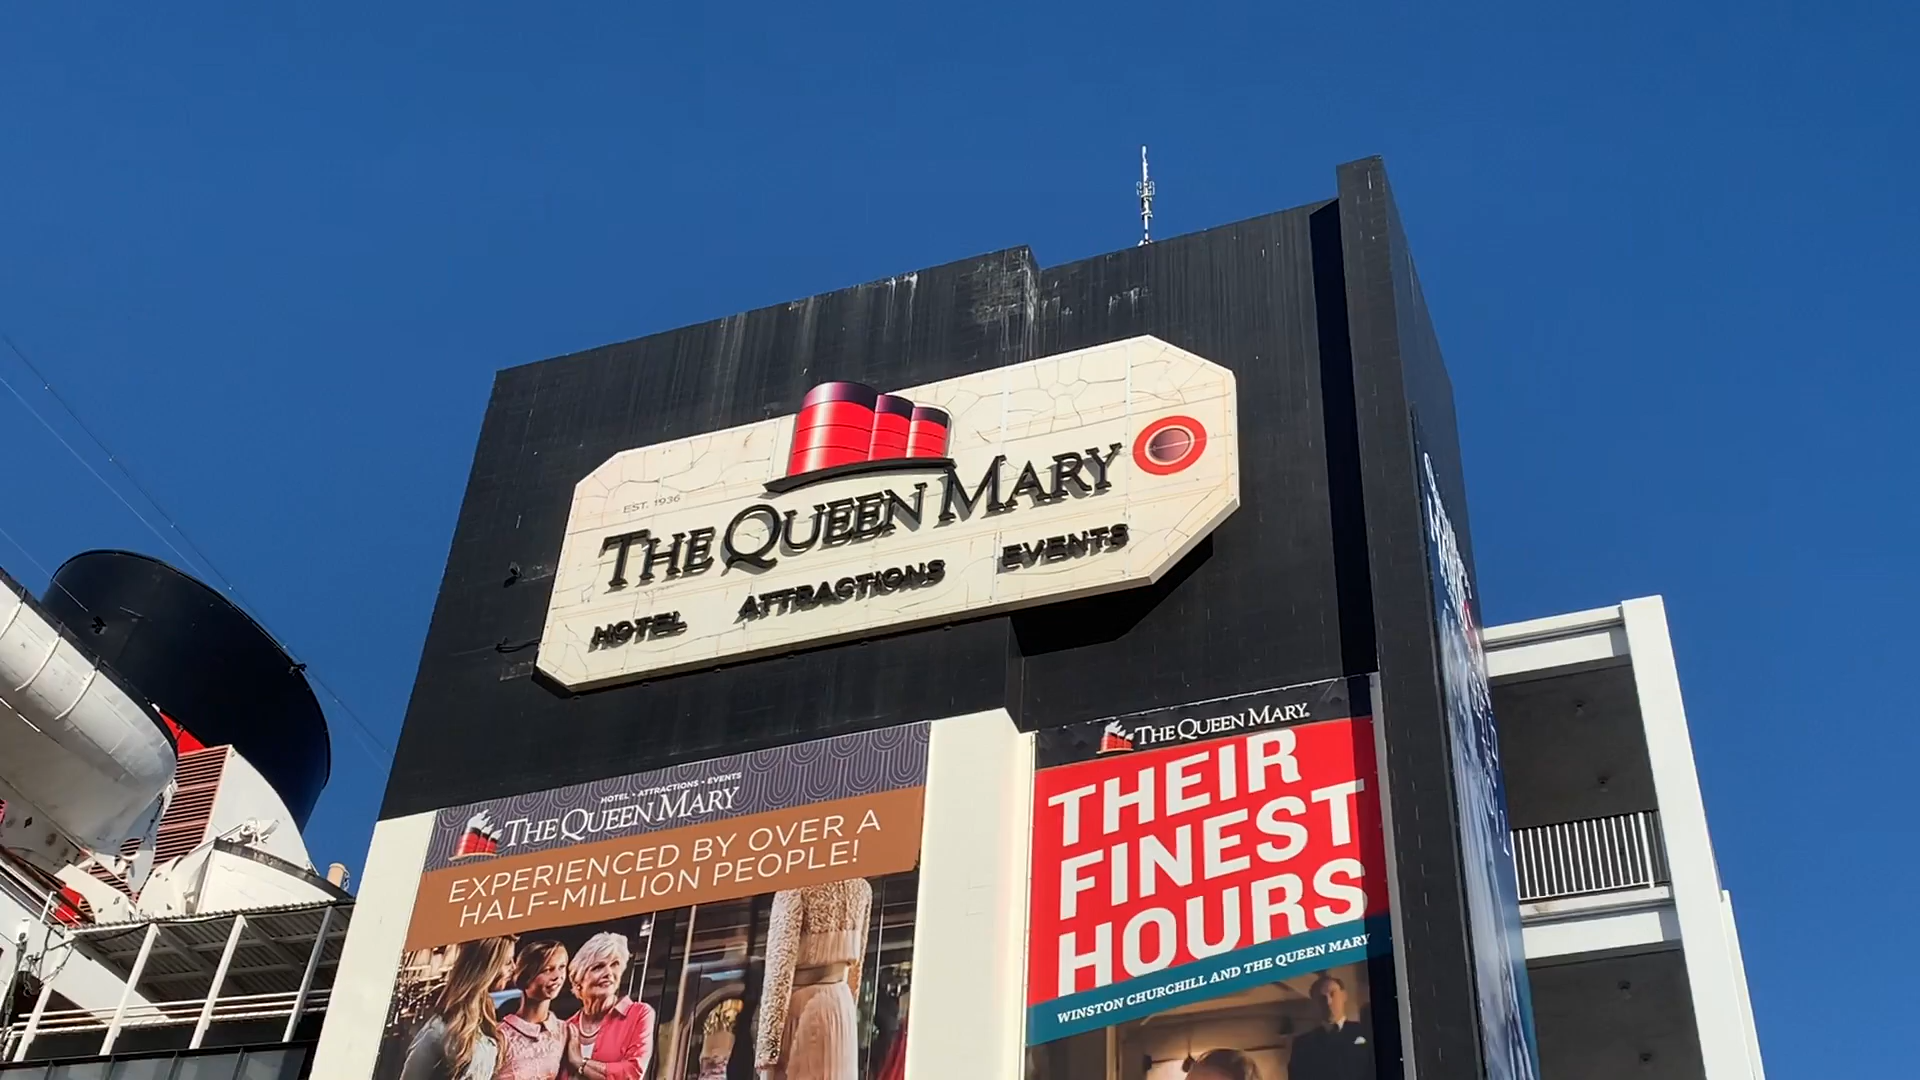 EST. 1936
THE QUEEN MARY
HOTEL ATTRACTIONS EVENTS
HOTEL • ATTRACTIONS • EVENTS
THE QUEEN MARY
EXPERIENCED BY OVER A
HALF-MILLION PEOPLE!
THE QUEEN MARY
THEIR
FINEST
HOURS
WINSTON CHURCHILL AND THE QUEEN MARY